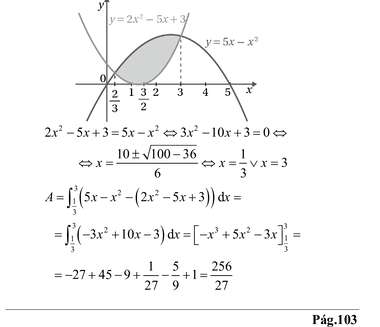 y
y = 2x² − 5x + 3
y = 5x − x²
0
2/3 1 3/2 2 3 4 5 x
2x² − 5x + 3 = 5x − x² ⇔ 3x² − 10x + 3 = 0 ⇔
⇔ x = (10 ± √(100 − 36))/6 ⇔ x = 1/3 ∨ x = 3
A = ∫_{1/3}^{3} (5x − x² − (2x² − 5x + 3)) dx =
= ∫_{1/3}^{3} (−3x² + 10x − 3) dx = [−x³ + 5x² − 3x]_{1/3}^{3} =
= −27 + 45 − 9 + 1/27 − 5/9 + 1 = 256/27
Pág.103